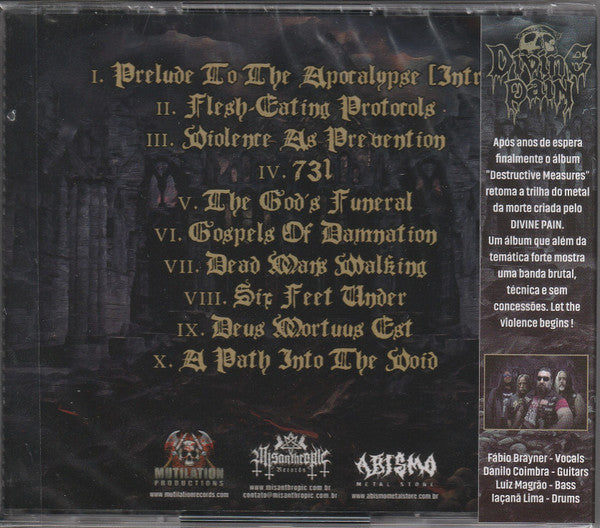 I. Prelude To The Apocalypse [Intr
II. Flesh-Eating Protocols
III. Violence As Prevention
IV. 731
V. The God's Funeral
VI. Gospels Of Damnation
VII. Dead Man's Walking
VIII. Six Feet Under
IX. Deus Mortuus Est
X. A Path Into The Void
MUTILATION
PRODUCTIONS
www.mutilationrecords.com
Misanthropic
Records
www.misanthropic.com.br
contato@misanthropic.com.br
ABISMO
METAL STORE
www.abismometalstore.com.br
DIVINE
PAIN
Após anos de espera
finalmente o álbum
"Destructive Measures"
retoma a trilha do metal
da morte criada pelo
DIVINE PAIN.
Um álbum que além da
temática forte mostra
uma banda brutal,
técnica e sem
concessões. Let the
violence begins!
Fábio Brayner - Vocals
Danilo Coimbra - Guitars
Luiz Magrão - Bass
Iaçanã Lima - Drums